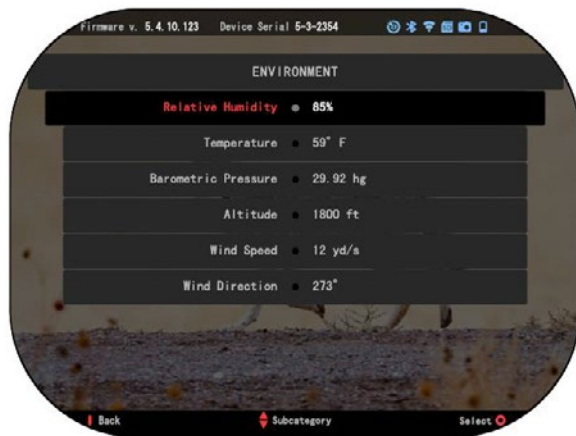 Firmware v. 5.4.10.123 Device Serial 5-3-2354
ENVIRONMENT
Relative Humidity 85%
Temperature 59° F
Barometric Pressure 29.92 hg
Altitude 1800 ft
Wind Speed 12 yd/s
Wind Direction 273°
Back Subcategory Select